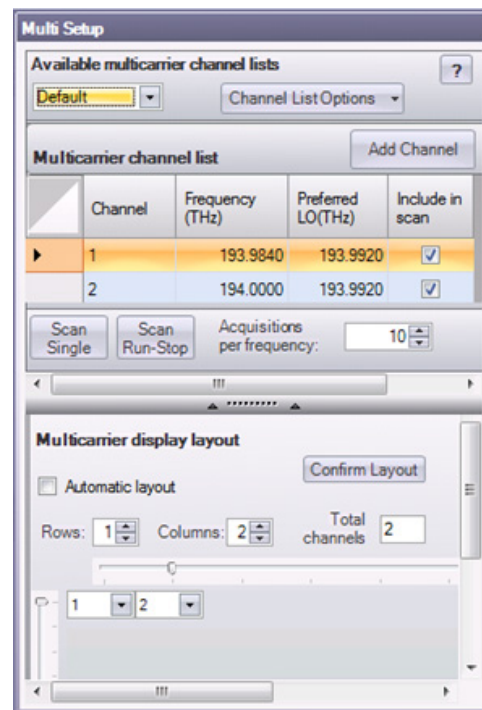 Multi Setup
Available multicarrier channel lists
?
Default
Channel List Options
Multicarrier channel list
Add Channel
Channel
Frequency (THz)
Preferred LO(THz)
Include in scan
1 193.9840 193.9920
2 194.0000 193.9920
Scan Single
Scan Run-Stop
Acquisitions per frequency:
10
Multicarrier display layout
Confirm Layout
Automatic layout
Rows: 1 Columns: 2 Total channels 2
1 2